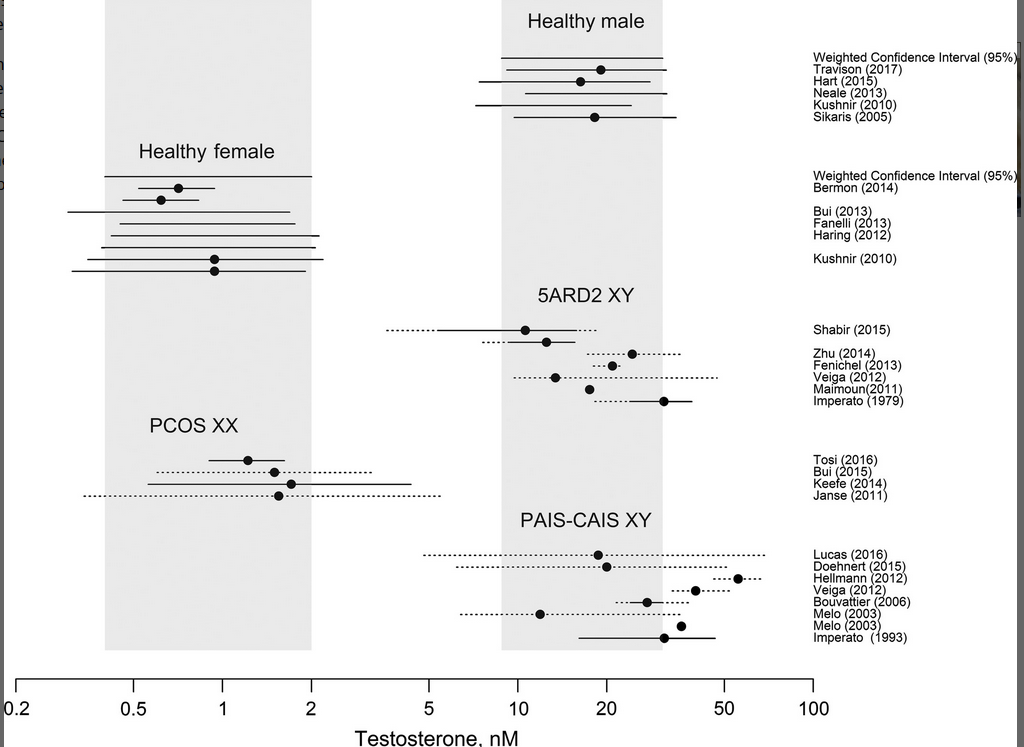 Healthy male
Weighted Confidence Interval (95%)
Travison (2017)
Hart (2015)
Neale (2013)
Kushnir (2010)
Sikaris (2005)
Healthy female
Weighted Confidence Interval (95%)
Bermon (2014)
Bui (2013)
Fanelli (2013)
Haring (2012)
Kushnir (2010)
5ARD2 XY
Shabir (2015)
Zhu (2014)
Fenichel (2013)
Veiga (2012)
Maimoun(2011)
Imperato (1979)
PCOS XX
Tosi (2016)
Bui (2015)
Keefe (2014)
Janse (2011)
PAIS-CAIS XY
Lucas (2016)
Doehnert (2015)
Hellmann (2012)
Veiga (2012)
Bouvattier (2006)
Melo (2003)
Melo (2003)
Imperato (1993)
0.2 0.5 1 2 5 10 20 50 100
Testosterone, nM